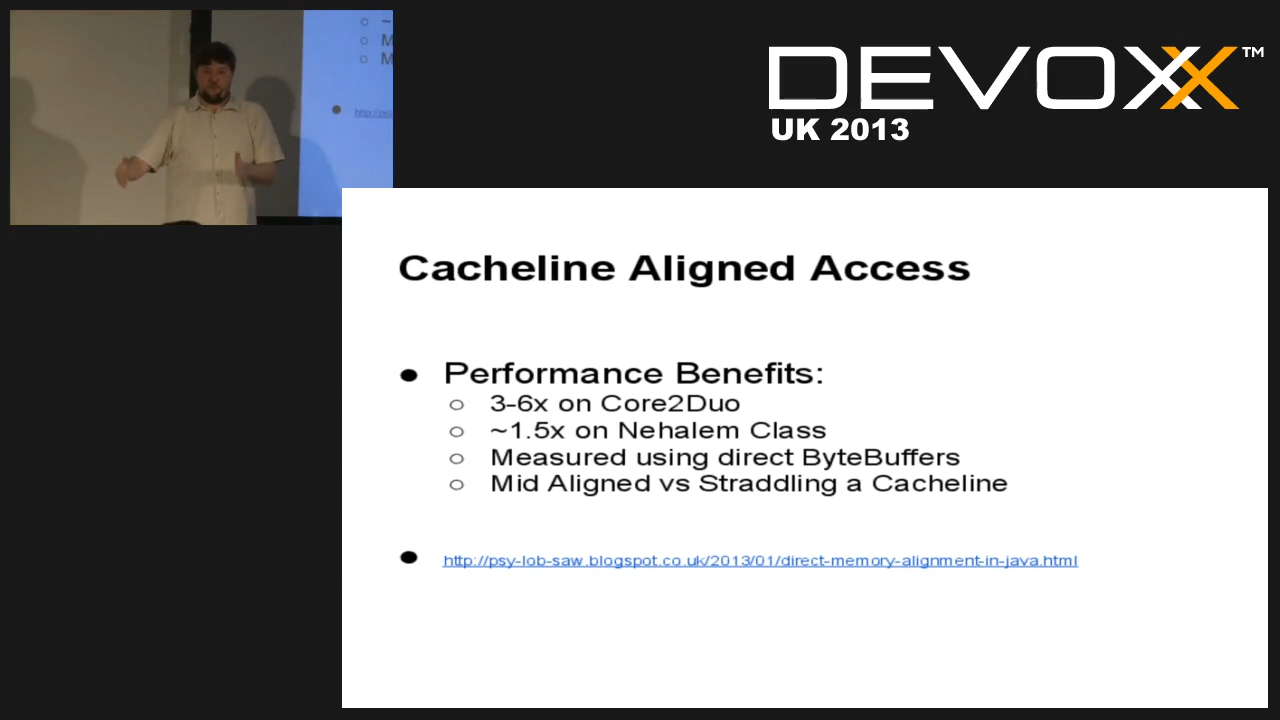 DEVOXX™
UK 2013
Cacheline Aligned Access
● Performance Benefits:
○ 3-6x on Core2Duo
○ ~1.5x on Nehalem Class
○ Measured using direct ByteBuffers
○ Mid Aligned vs Straddling a Cacheline
● http://psy-lob-saw.blogspot.co.uk/2013/01/direct-memory-alignment-in-java.html